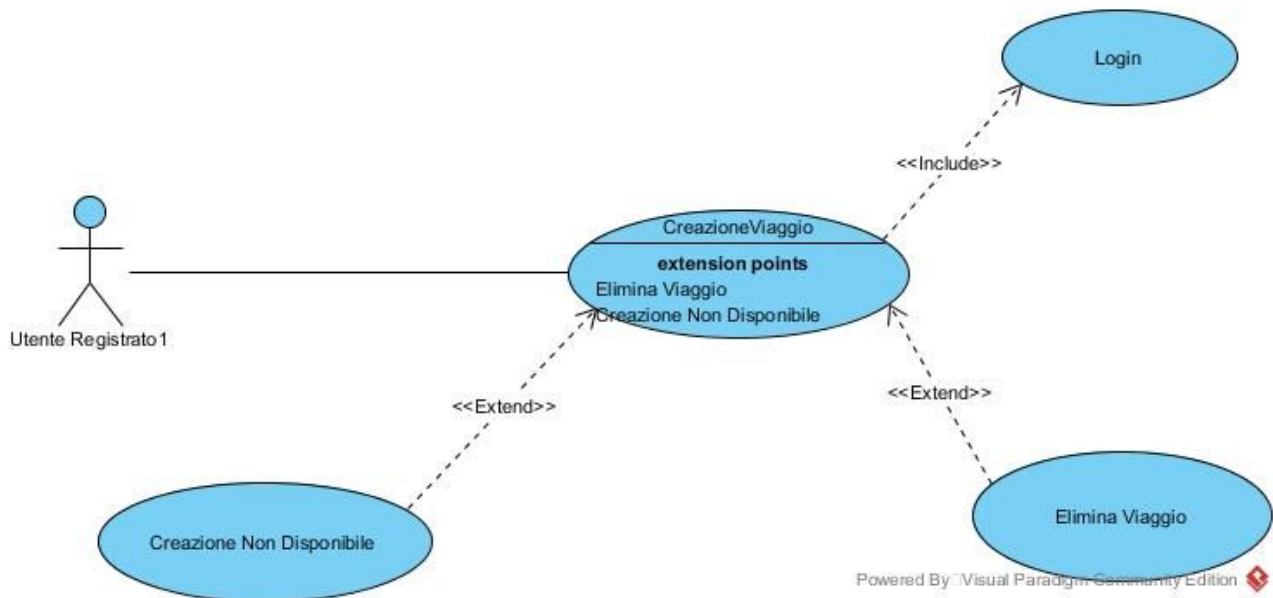 Login
<<Include>>
CreazioneViaggio
extension points
Elimina Viaggio
Creazione Non Disponibile
Utente Registrato1
<<Extend>>
<<Extend>>
Creazione Non Disponibile
Elimina Viaggio
Powered By Visual Paradigm Community Edition